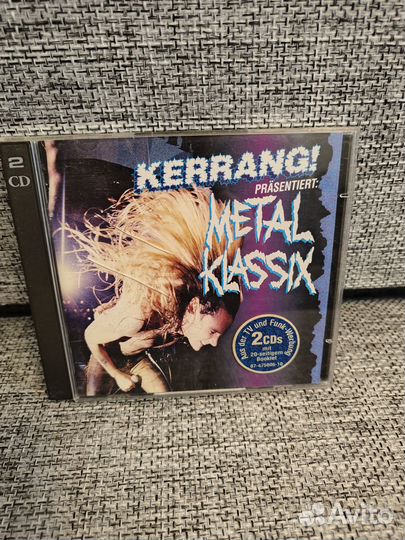 2
CD
KERRANG!
PRÄSENTIERT:
METAL
KLASSIX
Aus der TV und Funk-Werbung
2CDs
mit
20-seitigem
Booklet
Avito